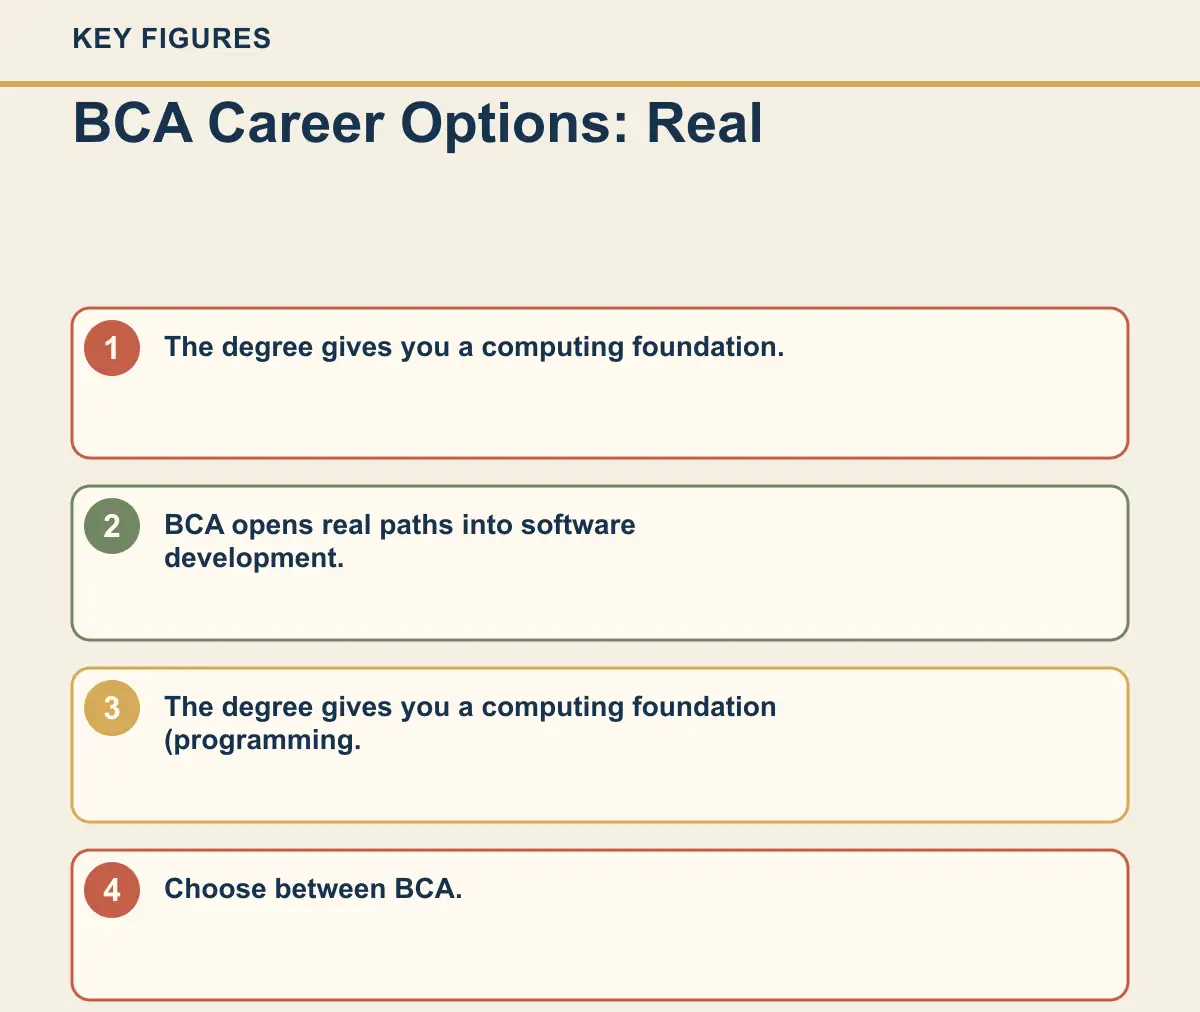 KEY FIGURES
BCA Career Options: Real
1
The degree gives you a computing foundation.
2
BCA opens real paths into software
development.
3
The degree gives you a computing foundation
(programming.
4
Choose between BCA.